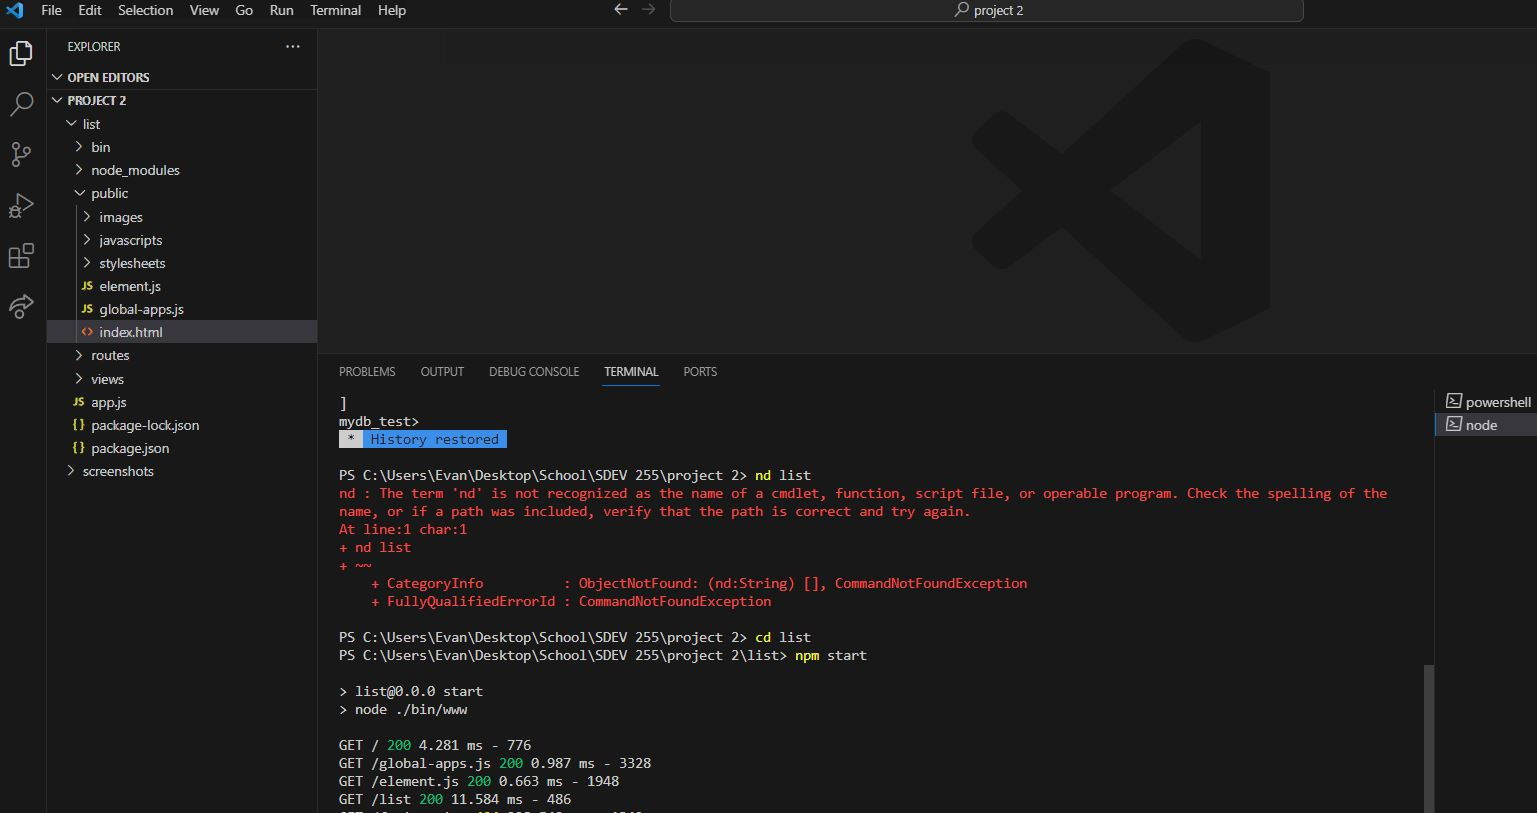 File Edit Selection View Go Run Terminal Help
project 2
EXPLORER
OPEN EDITORS
PROJECT 2
list
bin
node_modules
public
images
javascripts
stylesheets
JS element.js
JS global-apps.js
<> index.html
routes
views
JS app.js
{} package-lock.json
{} package.json
screenshots
PROBLEMS OUTPUT DEBUG CONSOLE TERMINAL PORTS
]
mydb_test>
* History restored
PS C:\Users\Evan\Desktop\School\SDEV 255\project 2> nd list
nd : The term 'nd' is not recognized as the name of a cmdlet, function, script file, or operable program. Check the spelling of the
name, or if a path was included, verify that the path is correct and try again.
At line:1 char:1
+ nd list
+ ~~
+ CategoryInfo : ObjectNotFound: (nd:String) [], CommandNotFoundException
+ FullyQualifiedErrorId : CommandNotFoundException
PS C:\Users\Evan\Desktop\School\SDEV 255\project 2> cd list
PS C:\Users\Evan\Desktop\School\SDEV 255\project 2\list> npm start
> list@0.0.0 start
> node ./bin/www
GET / 200 4.281 ms - 776
GET /global-apps.js 200 0.987 ms - 3328
GET /element.js 200 0.663 ms - 1948
GET /list 200 11.584 ms - 486
powershell
node